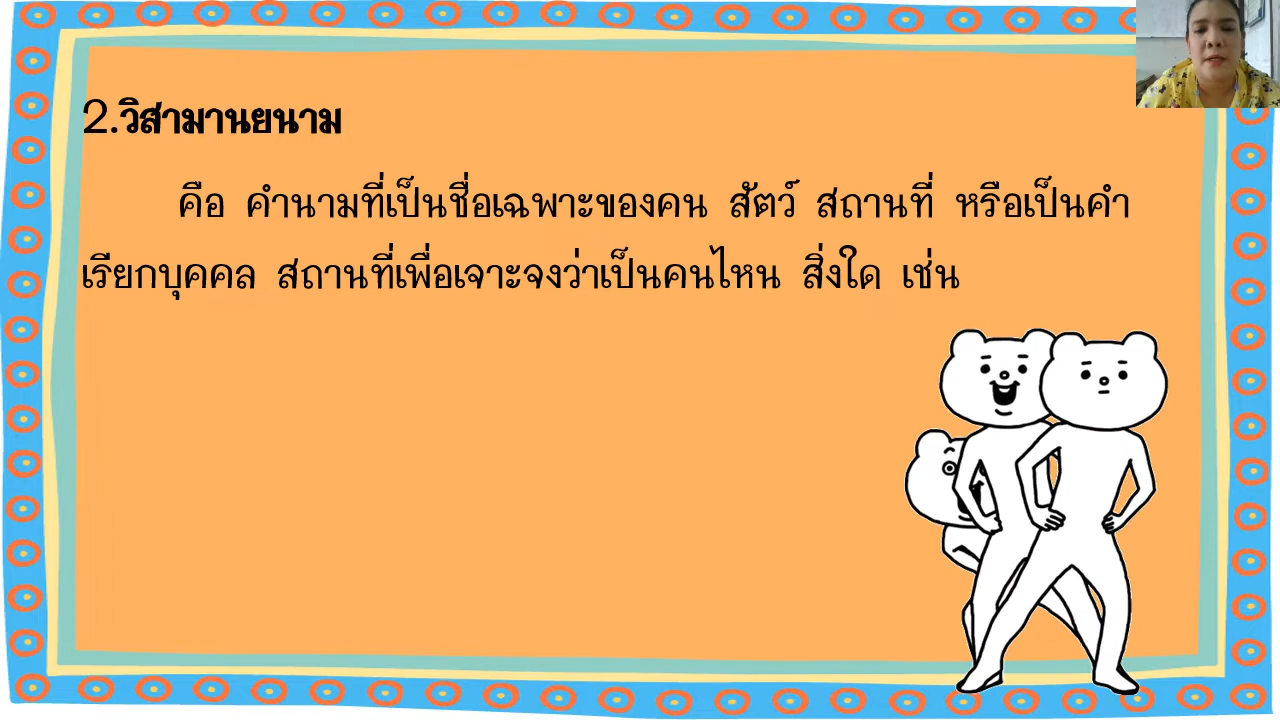 2.วิสามานยนาม
คือ คำนามที่เป็นชื่อเฉพาะของคน สัตว์ สถานที่ หรือเป็นคำ
เรียกบุคคล สถานที่เพื่อเจาะจงว่าเป็นคนไหน สิ่งใด เช่น